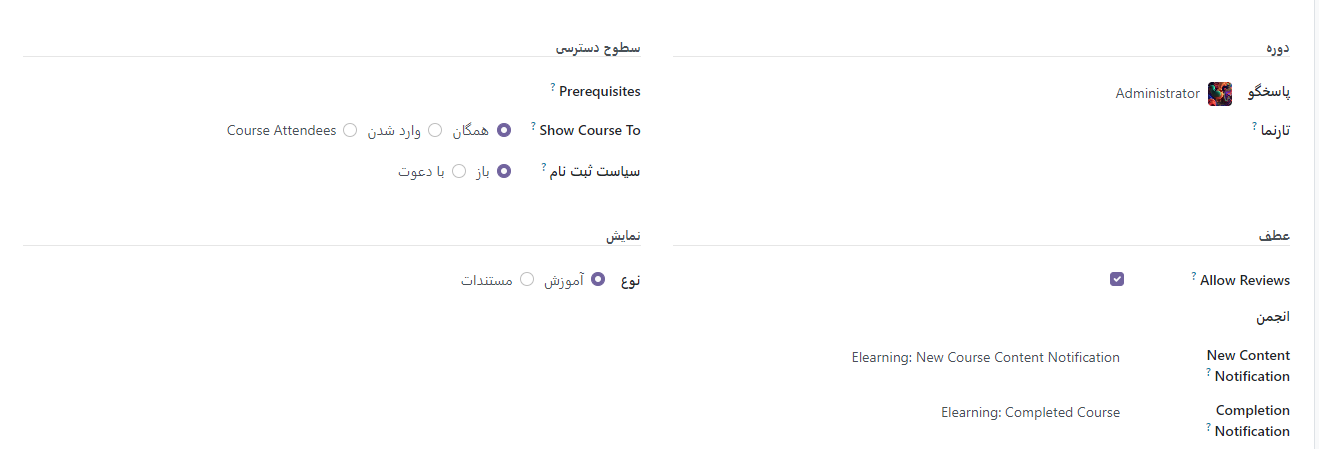 دوره
پاسخگو Administrator
تارنما ?
سطوح دسترسی
Prerequisites ?
Show Course To ? همگان وارد شدن Course Attendees
سیاست ثبت نام ? باز با دعوت
عطف
Allow Reviews ?
انجمن
New Content
Notification ? Elearning: New Course Content Notification
Completion
Notification ? Elearning: Completed Course
نمایش
نوع آموزش مستندات